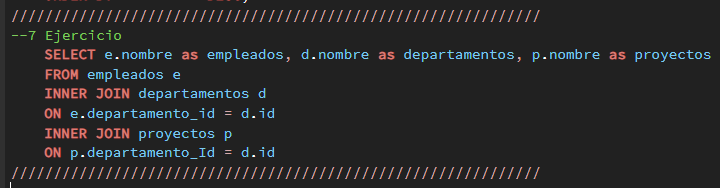 //////////////////////////////////////////////////////////////
--7 Ejercicio
SELECT e.nombre as empleados, d.nombre as departamentos, p.nombre as proyectos
FROM empleados e
INNER JOIN departamentos d
ON e.departamento_id = d.id
INNER JOIN proyectos p
ON p.departamento_Id = d.id
//////////////////////////////////////////////////////////////